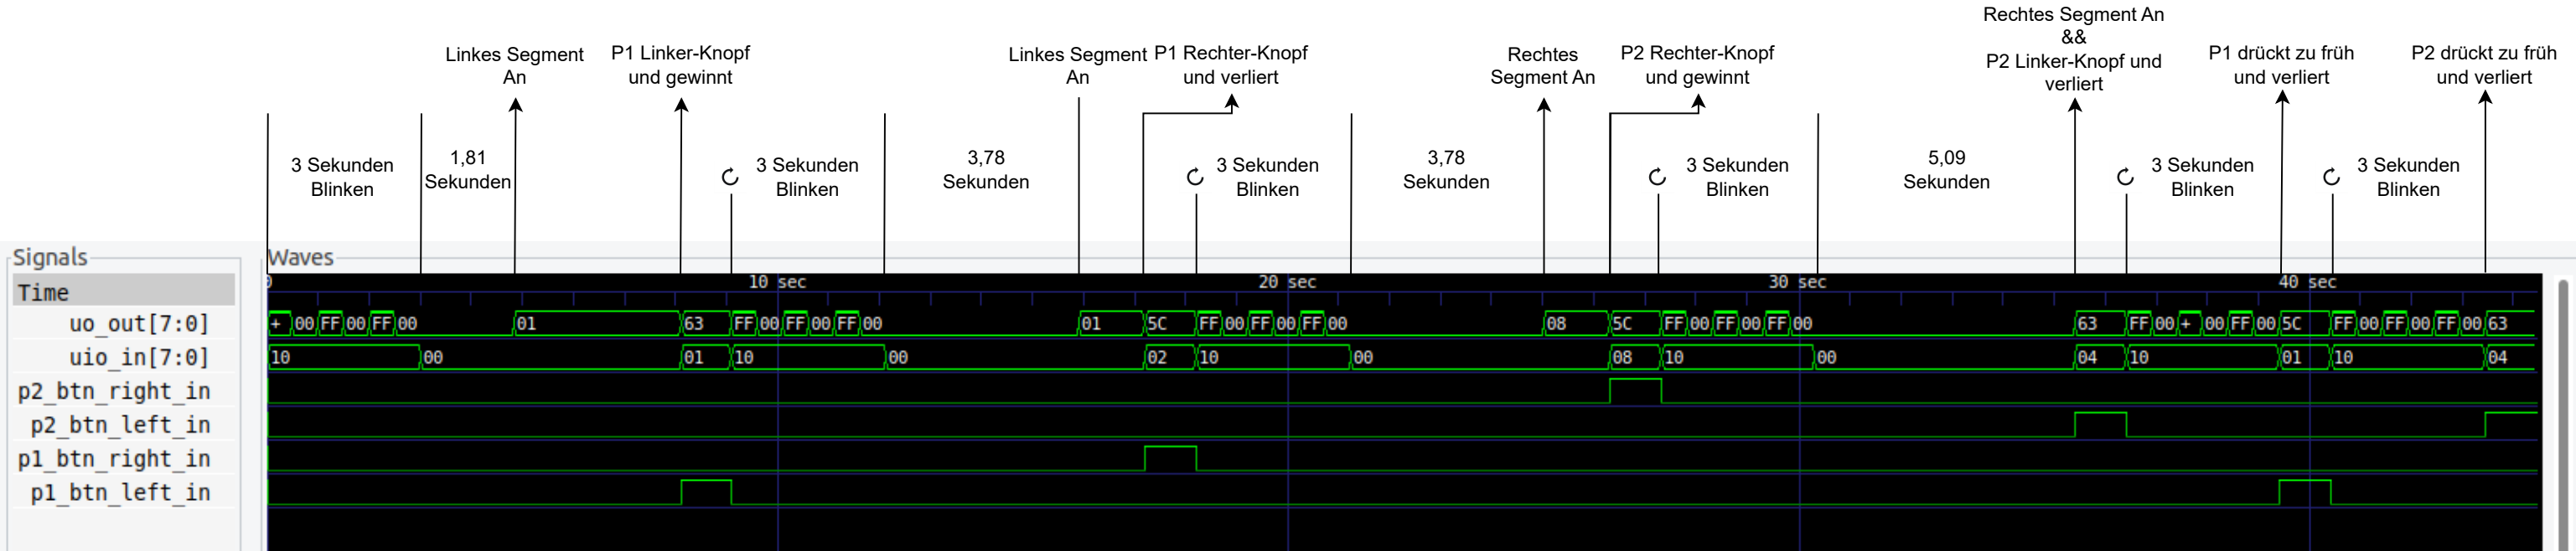 Rechtes Segment An
&&
P2 Linker-Knopf und
verliert
Linkes Segment
An
P1 Linker-Knopf
und gewinnt
Linkes Segment
An
P1 Rechter-Knopf
und verliert
Rechtes
Segment An
P2 Rechter-Knopf
und gewinnt
P1 drückt zu früh
und verliert
P2 drückt zu früh
und verliert
3 Sekunden
Blinken
1,81
Sekunden
3 Sekunden
Blinken
3,78
Sekunden
3 Sekunden
Blinken
3,78
Sekunden
3 Sekunden
Blinken
5,09
Sekunden
3 Sekunden
Blinken
3 Sekunden
Blinken
Signals
Waves
Time
0 10 sec 20 sec 30 sec 40 sec
uo_out[7:0] + 00 FF 00 FF 00 01 63 FF 00 FF 00 FF 00 01 5C FF 00 FF 00 FF 00 08 5C FF 00 FF 00 FF 00 63 FF 00 + 00 FF 00 5C FF 00 FF 00 FF 00 63
uio_in[7:0] 10 00 01 10 00 02 10 00 08 10 00 04 10 01 10 04
p2_btn_right_in
p2_btn_left_in
p1_btn_right_in
p1_btn_left_in